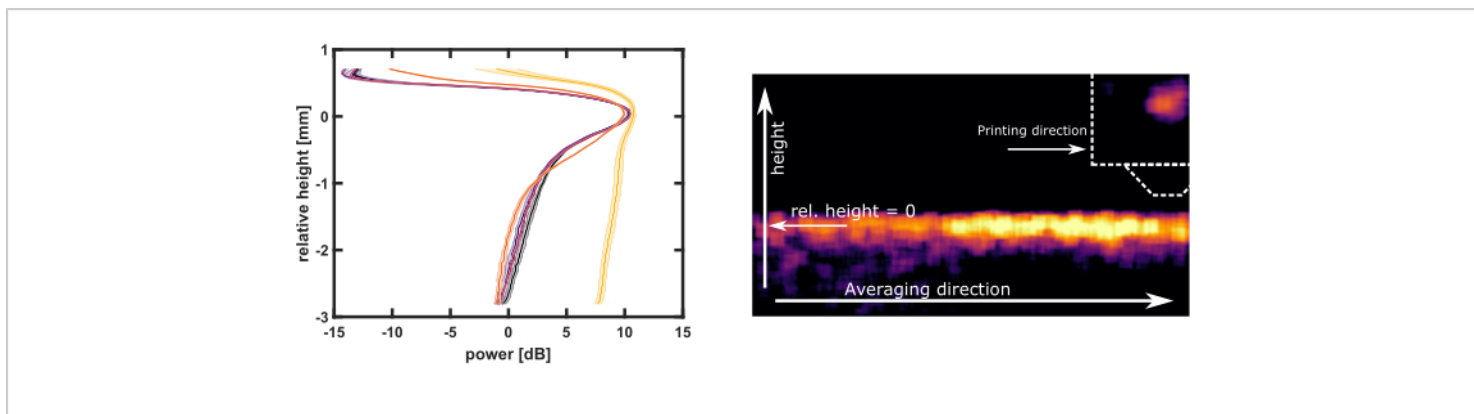 1
0
-1
-2
-3
relative height [mm]
-15 -10 -5 0 5 10 15
power [dB]
height
Printing direction
rel. height = 0
Averaging direction